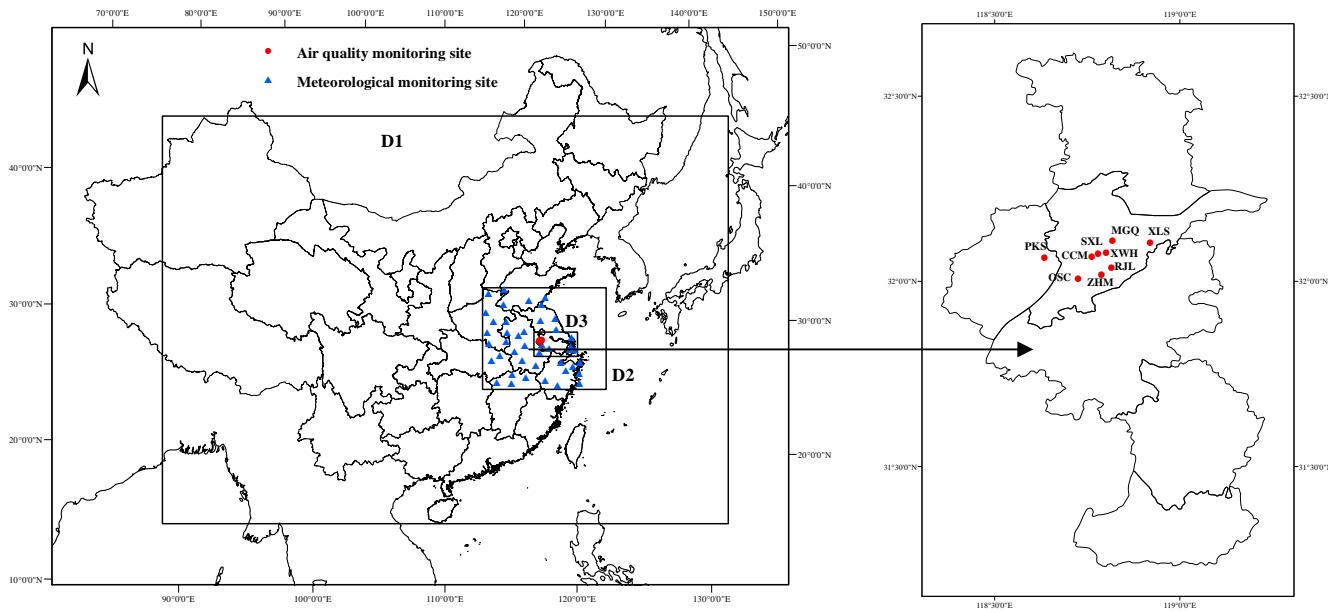 70°0'0"E 80°0'0"E 90°0'0"E 100°0'0"E 110°0'0"E 120°0'0"E 130°0'0"E 140°0'0"E 150°0'0"E
N
Air quality monitoring site
Meteorological monitoring site
50°0'0"N
D1
40°0'0"N
40°0'0"N
30°0'0"N
30°0'0"N
D3
D2
20°0'0"N
20°0'0"N
10°0'0"N
90°0'0"E 100°0'0"E 110°0'0"E 120°0'0"E 130°0'0"E
118°30'0"E 119°0'0"E
32°30'0"N 32°30'0"N
MGQ XLS
SXL
PKS CCM XWH
RJL
OSC ZHM
32°0'0"N 32°0'0"N
31°30'0"N 31°30'0"N
118°30'0"E 119°0'0"E